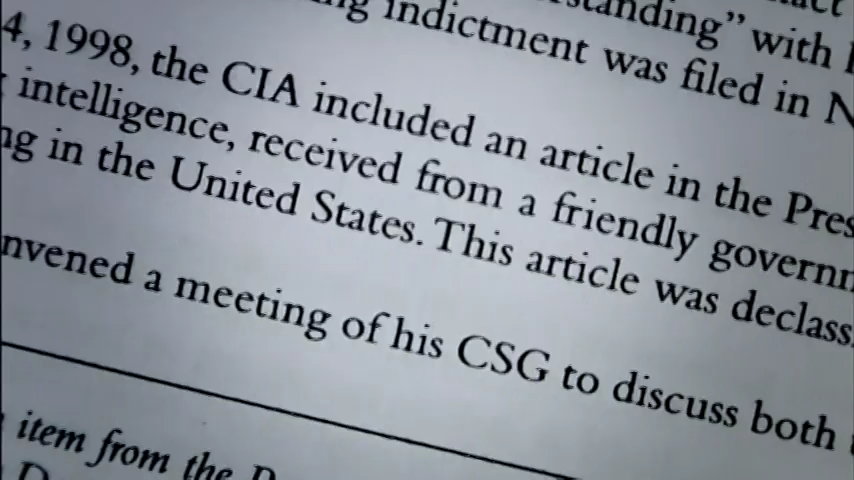 standing" with
indictment was filed in N
4, 1998, the CIA included an article in the Pres
intelligence, received from a friendly governm
ng in the United States. This article was declass
nvened a meeting of his CSG to discuss both
item from the